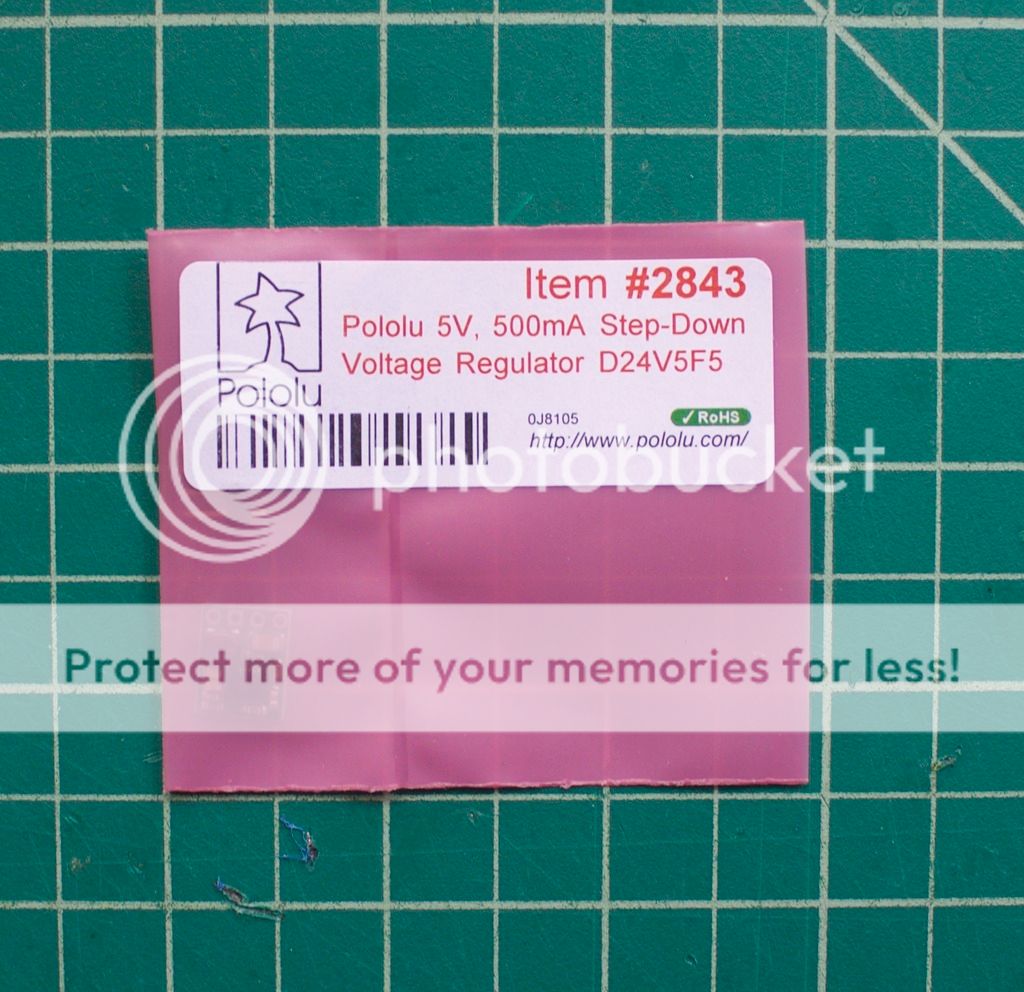 Item #2843
Pololu 5V, 500mA Step-Down
Voltage Regulator D24V5F5
Pololu
0J8105
✓RoHS
http://www.pololu.com/
photobucket
Protect more of your memories for less!